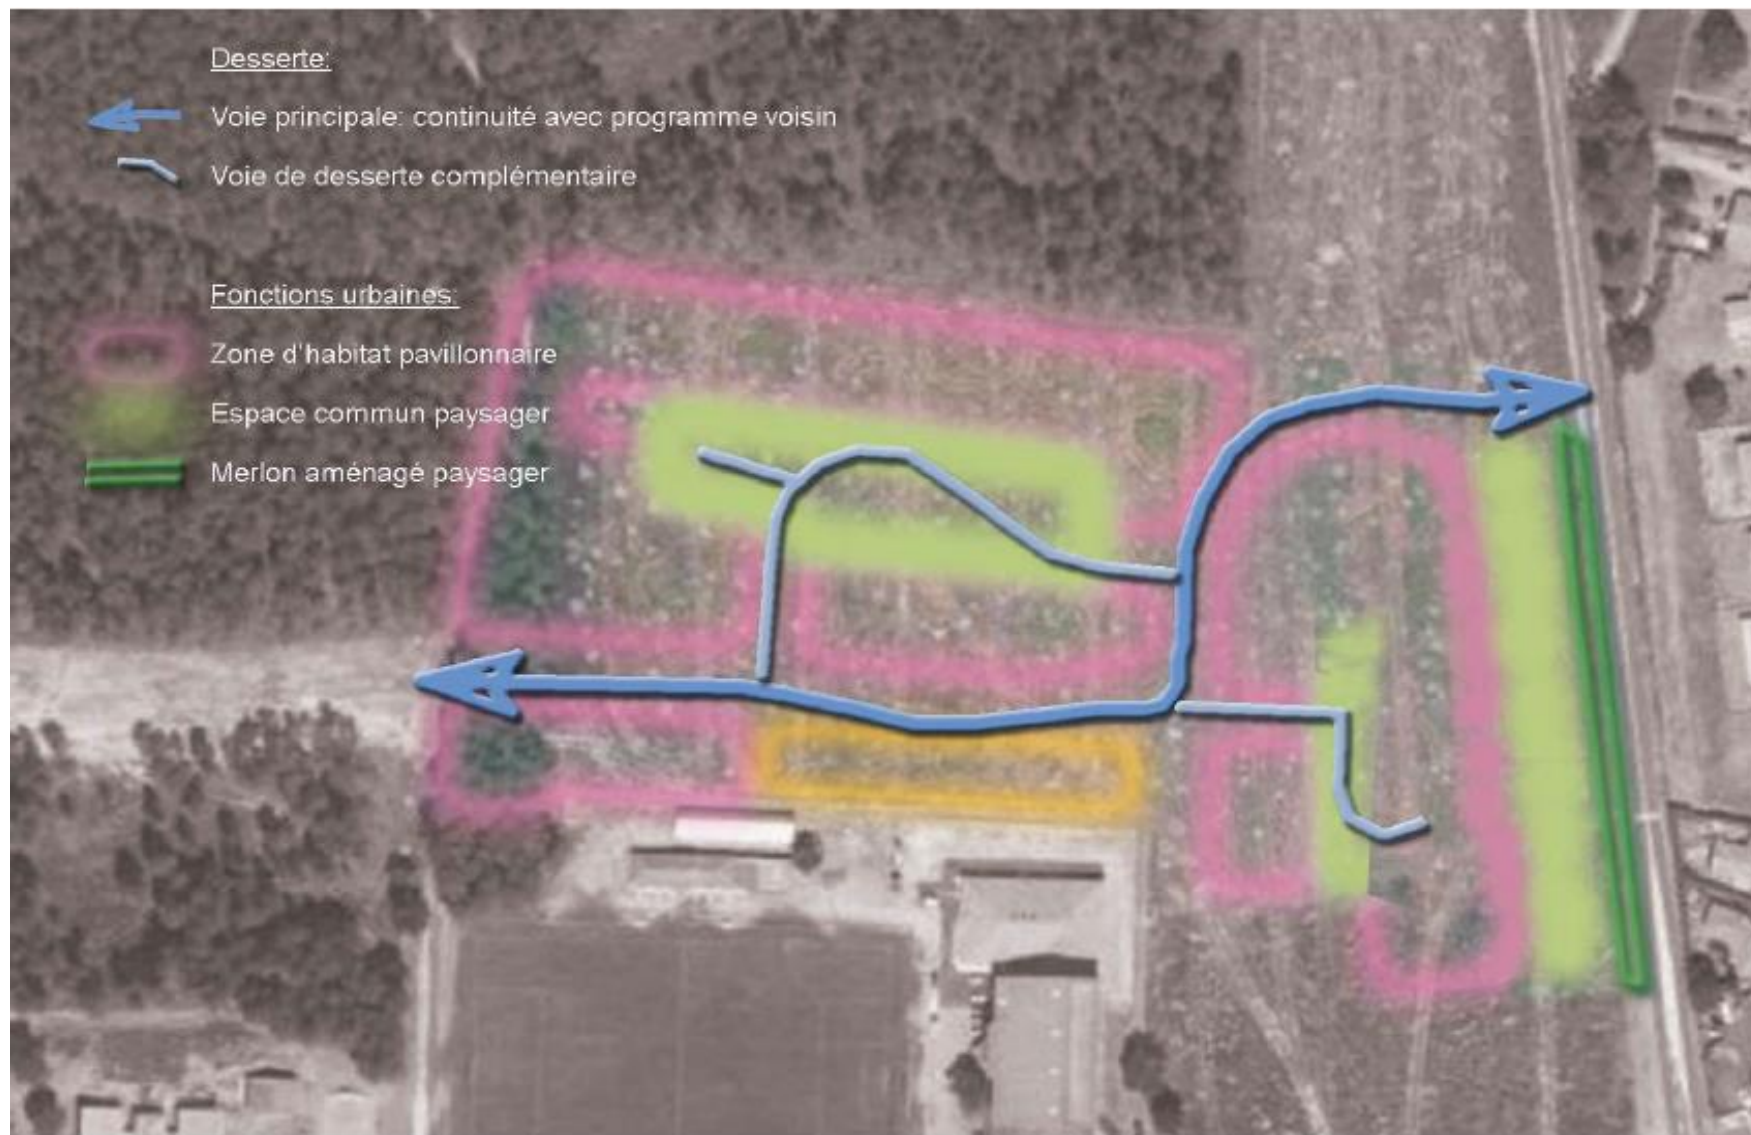 Desserte:
Voie principale: continuité avec programme voisin
Voie de desserte complémentaire
Fonctions urbaines:
Zone d'habitat pavillonnaire
Espace commun paysager
Merlon aménagé paysager